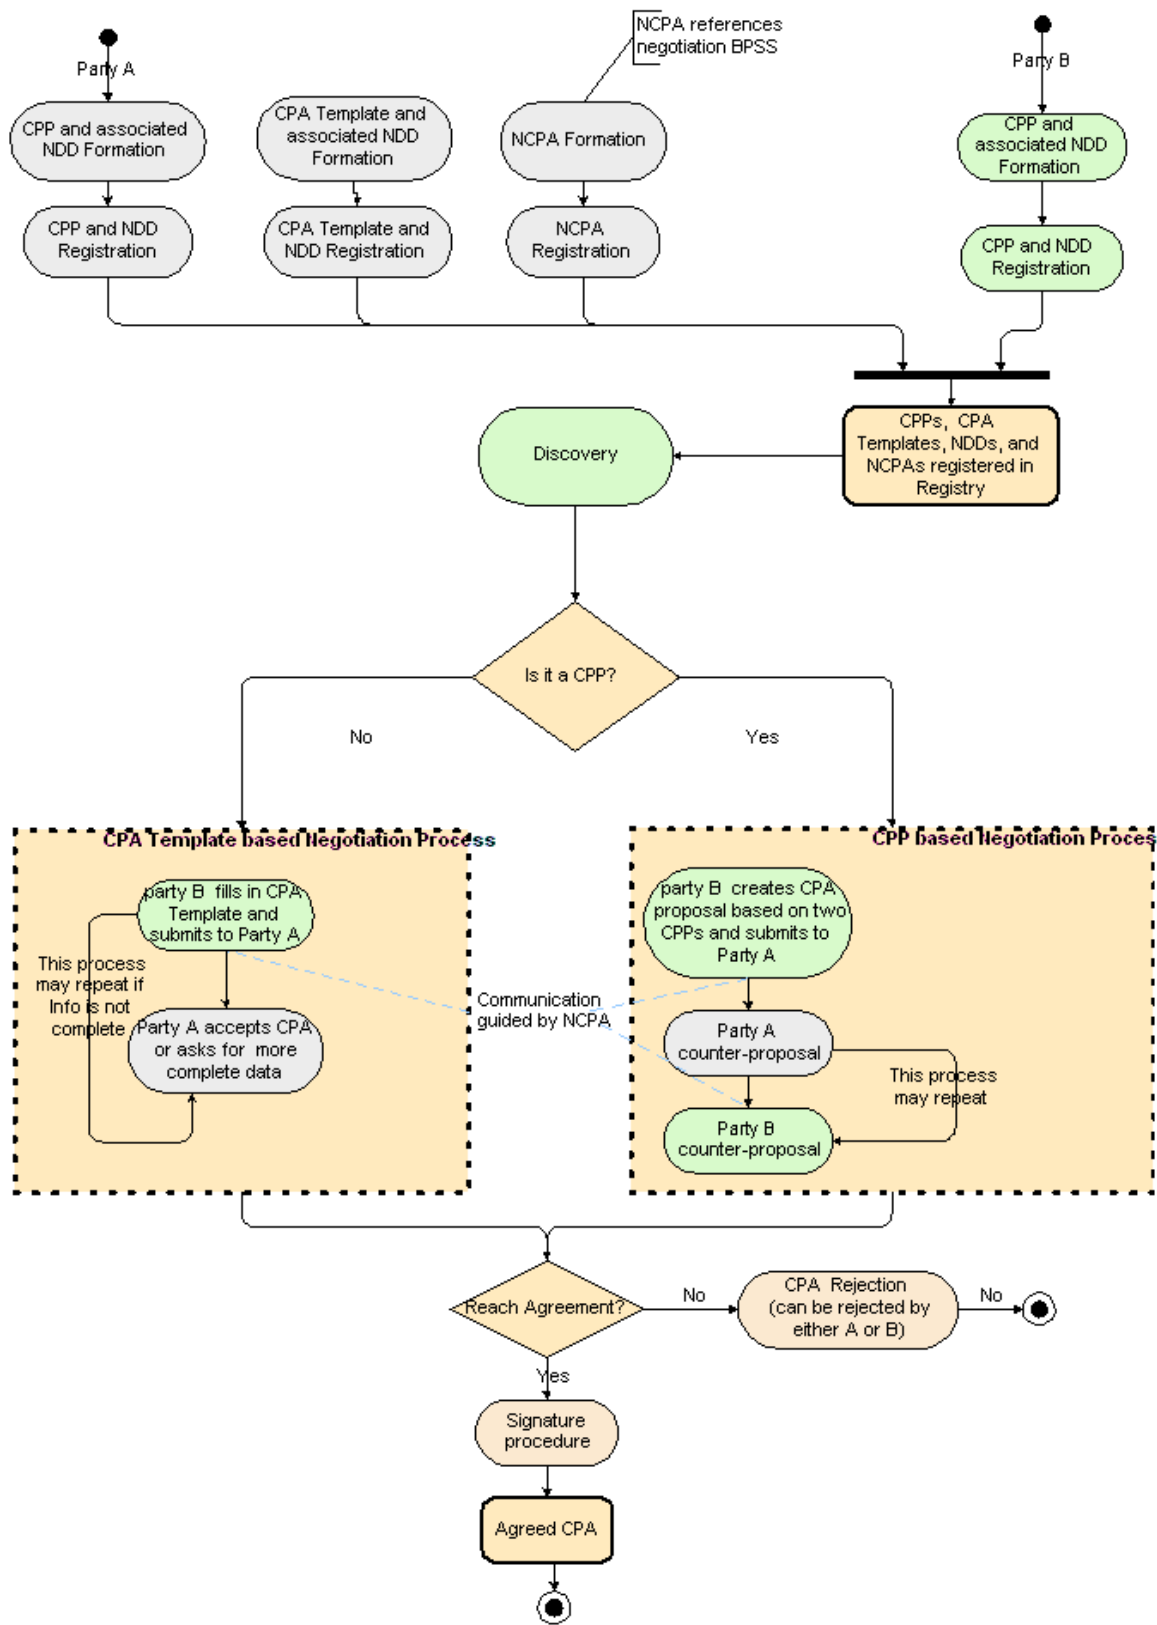 NCPA references
negotiation BPSS
Party A
Party B
CPP and associated
NDD Formation
CPA Template and
associated NDD
Formation
NCPA Formation
CPP and
associated NDD
Formation
CPP and NDD
Registration
CPA Template and
NDD Registration
NCPA
Registration
CPP and NDD
Registration
CPPs, CPA
Templates, NDDs, and
NCPAs registered in
Registry
Discovery
Is it a CPP?
No
Yes
CPA Template based Negotiation Process
party B fills in CPA
Template and
submits to Party A
This process
may repeat if
Info is not
complete
Party A accepts CPA
or asks for more
complete data
Communication
guided by NCPA
CPP based Negotiation Proces
party B creates CPA
proposal based on two
CPPs and submits to
Party A
Party A
counter-proposal
This process
may repeat
Party B
counter-proposal
Reach Agreement?
No
CPA Rejection
(can be rejected by
either A or B)
No
Yes
Signature
procedure
Agreed CPA